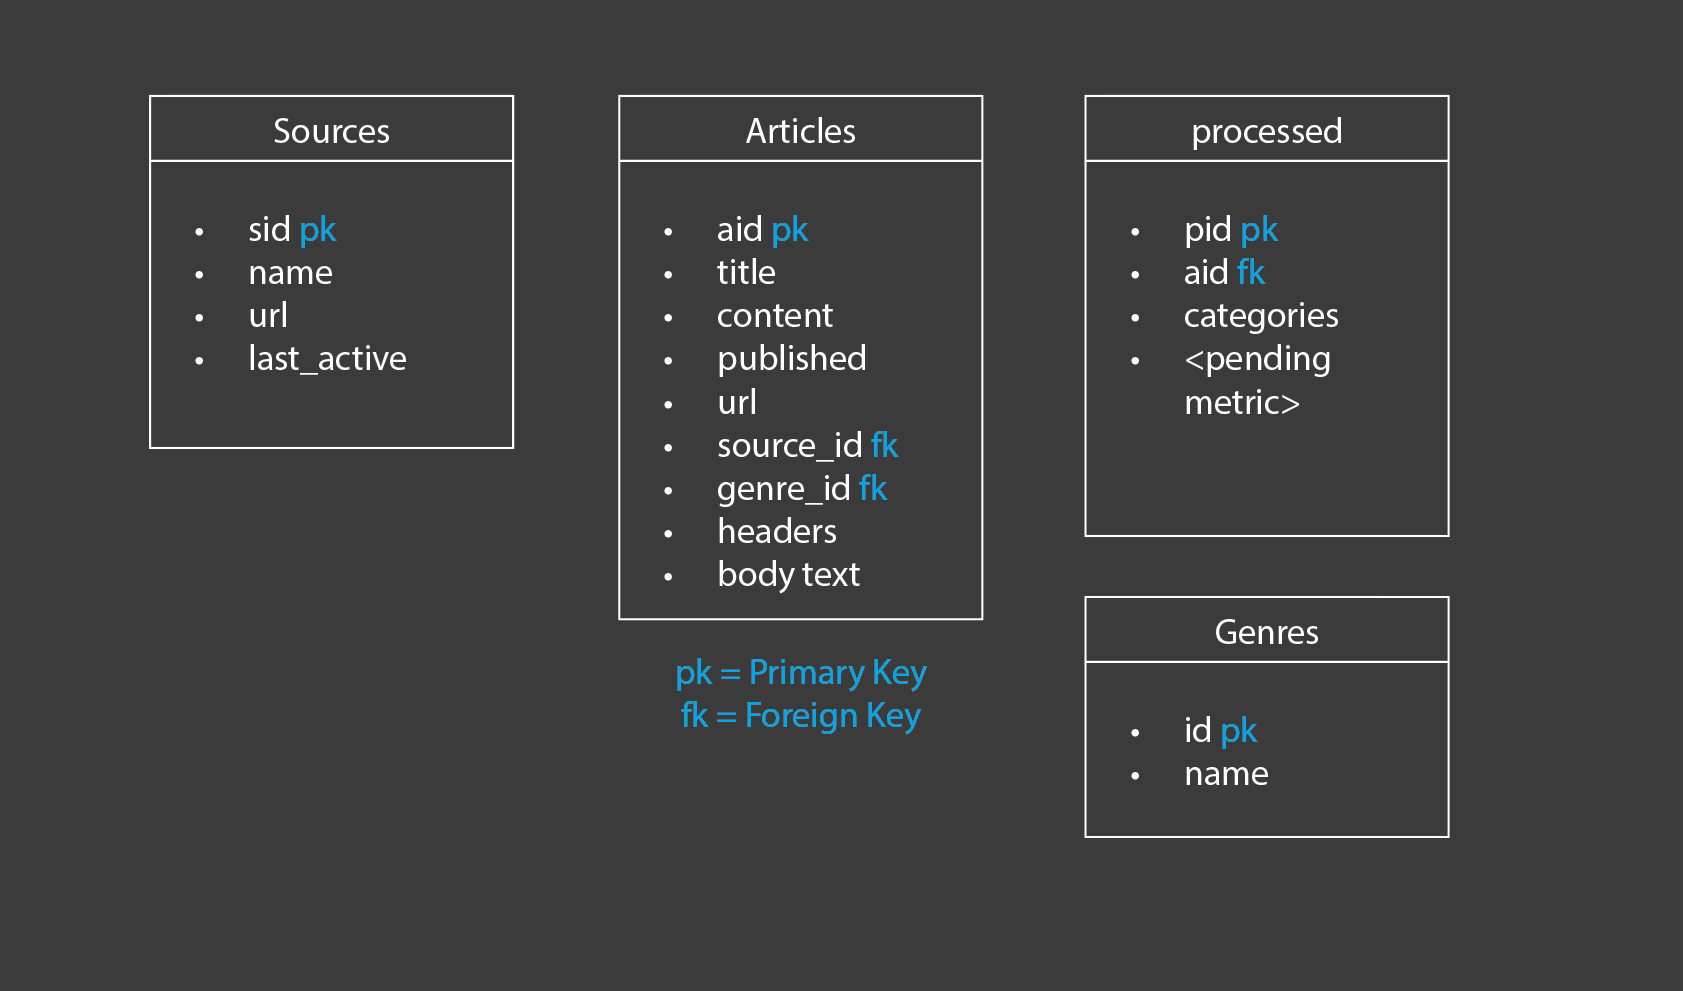 Sources
• sid pk
• name
• url
• last_active
Articles
• aid pk
• title
• content
• published
• url
• source_id fk
• genre_id fk
• headers
• body text
pk = Primary Key
fk = Foreign Key
processed
• pid pk
• aid fk
• categories
• <pending
metric>
Genres
• id pk
• name